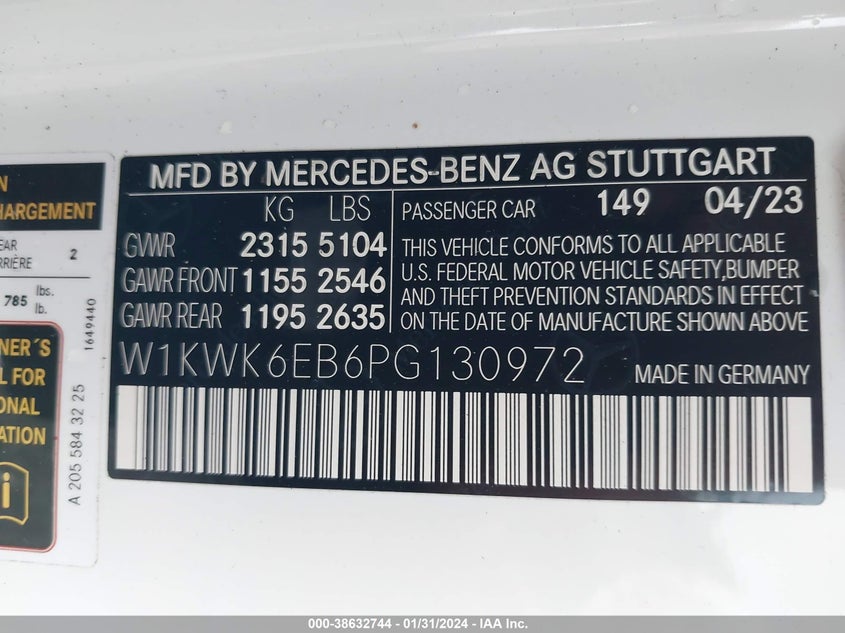 N
HARGEMENT
EAR
RRIÈRE 2
785 lbs.
lb.
1649440
NER´S
L FOR
ONAL
ATION
A 205 584 32 25
MFD BY MERCEDES-BENZ AG STUTTGART
KG LBS
GVWR 2315 5104
GAWR FRONT 1155 2546
GAWR REAR 1195 2635
PASSENGER CAR 149 04/23
THIS VEHICLE CONFORMS TO ALL APPLICABLE
U.S. FEDERAL MOTOR VEHICLE SAFETY,BUMPER
AND THEFT PREVENTION STANDARDS IN EFFECT
ON THE DATE OF MANUFACTURE SHOWN ABOVE.
W1KWK6EB6PG130972 MADE IN GERMANY
000-38632744 - 01/31/2024 - IAA Inc.